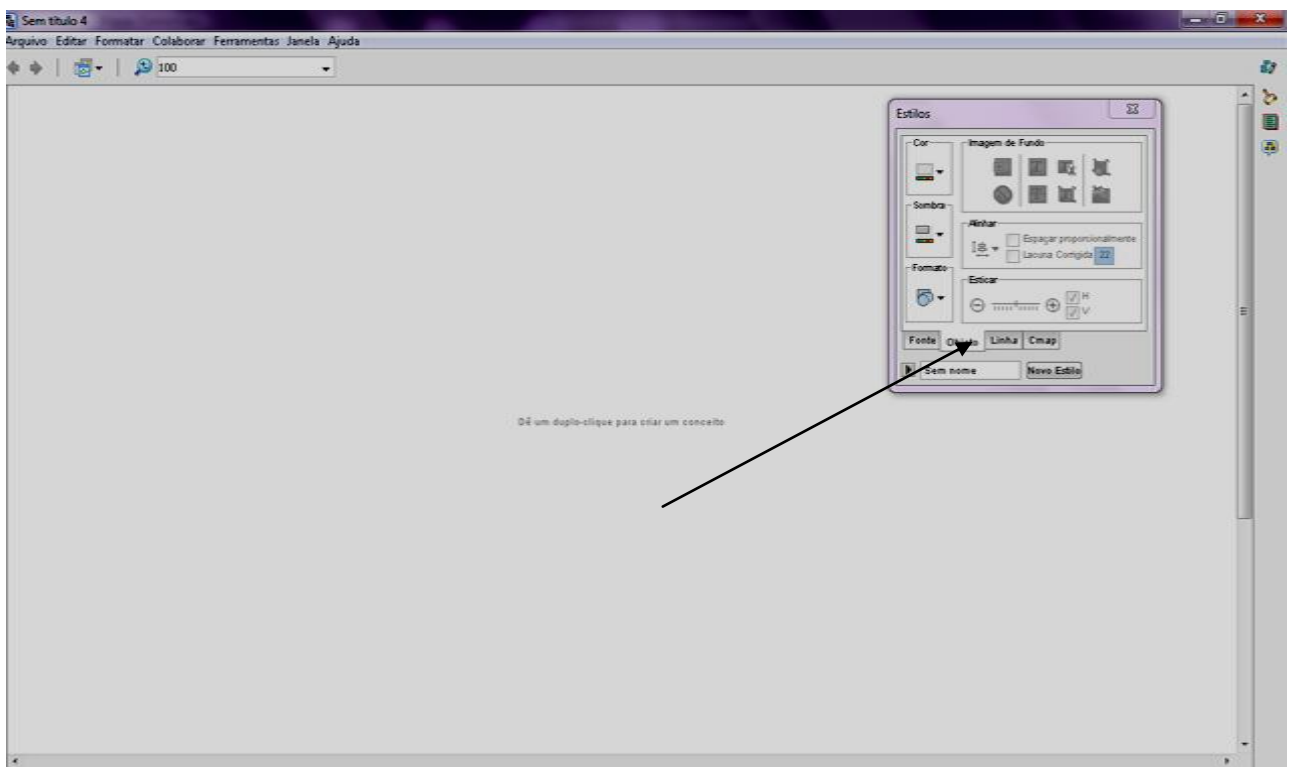 Sem título 4
Arquivo Editar Formatar Colaborar Ferramentas Janela Ajuda
100
Estilos
Cor
Imagem de Fundo
Sombra
Alinhar
Espaçar proporcionalmente
Lacuna Corrigida 22
Formato
Esticar
H
V
Fonte Objeto Linha Cmap
Sem nome Novo Estilo
Dê um duplo-clique para criar um conceito